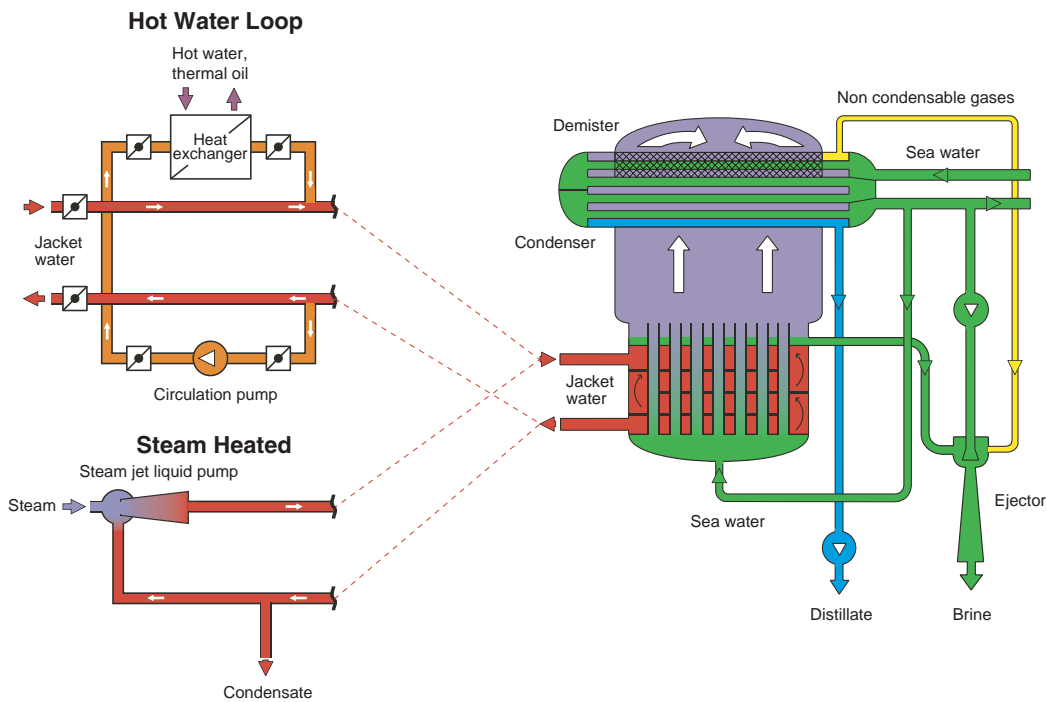 Hot Water Loop
Hot water,
thermal oil
Heat
exchanger
Jacket
water
Circulation pump
Steam Heated
Steam jet liquid pump
Steam
Condensate
Non condensable gases
Demister
Sea water
Condenser
Jacket
water
Sea water
Ejector
Distillate
Brine